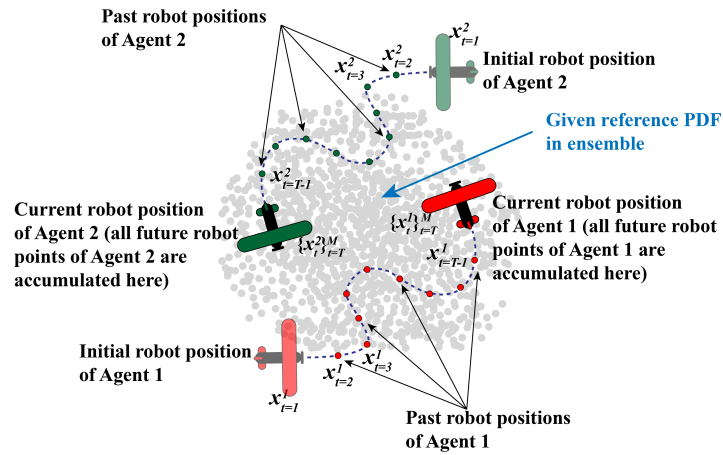 Past robot positions
of Agent 2
x²ₜ₌₁
x²ₜ₌₃
x²ₜ₌₂
Initial robot position
of Agent 2
Given reference PDF
in ensemble
x²ₜ₌T₋₁
Current robot position
of Agent 2 (all future robot
points of Agent 2 are
accumulated here)
{x²ₜ}ᴹₜ₌T
{x¹ₜ}ᴹₜ₌T
x¹ₜ₌T₋₁
Current robot position
of Agent 1 (all future robot
points of Agent 1 are
accumulated here)
Initial robot position
of Agent 1
x¹ₜ₌₁
x¹ₜ₌₂
x¹ₜ₌₃
Past robot positions
of Agent 1